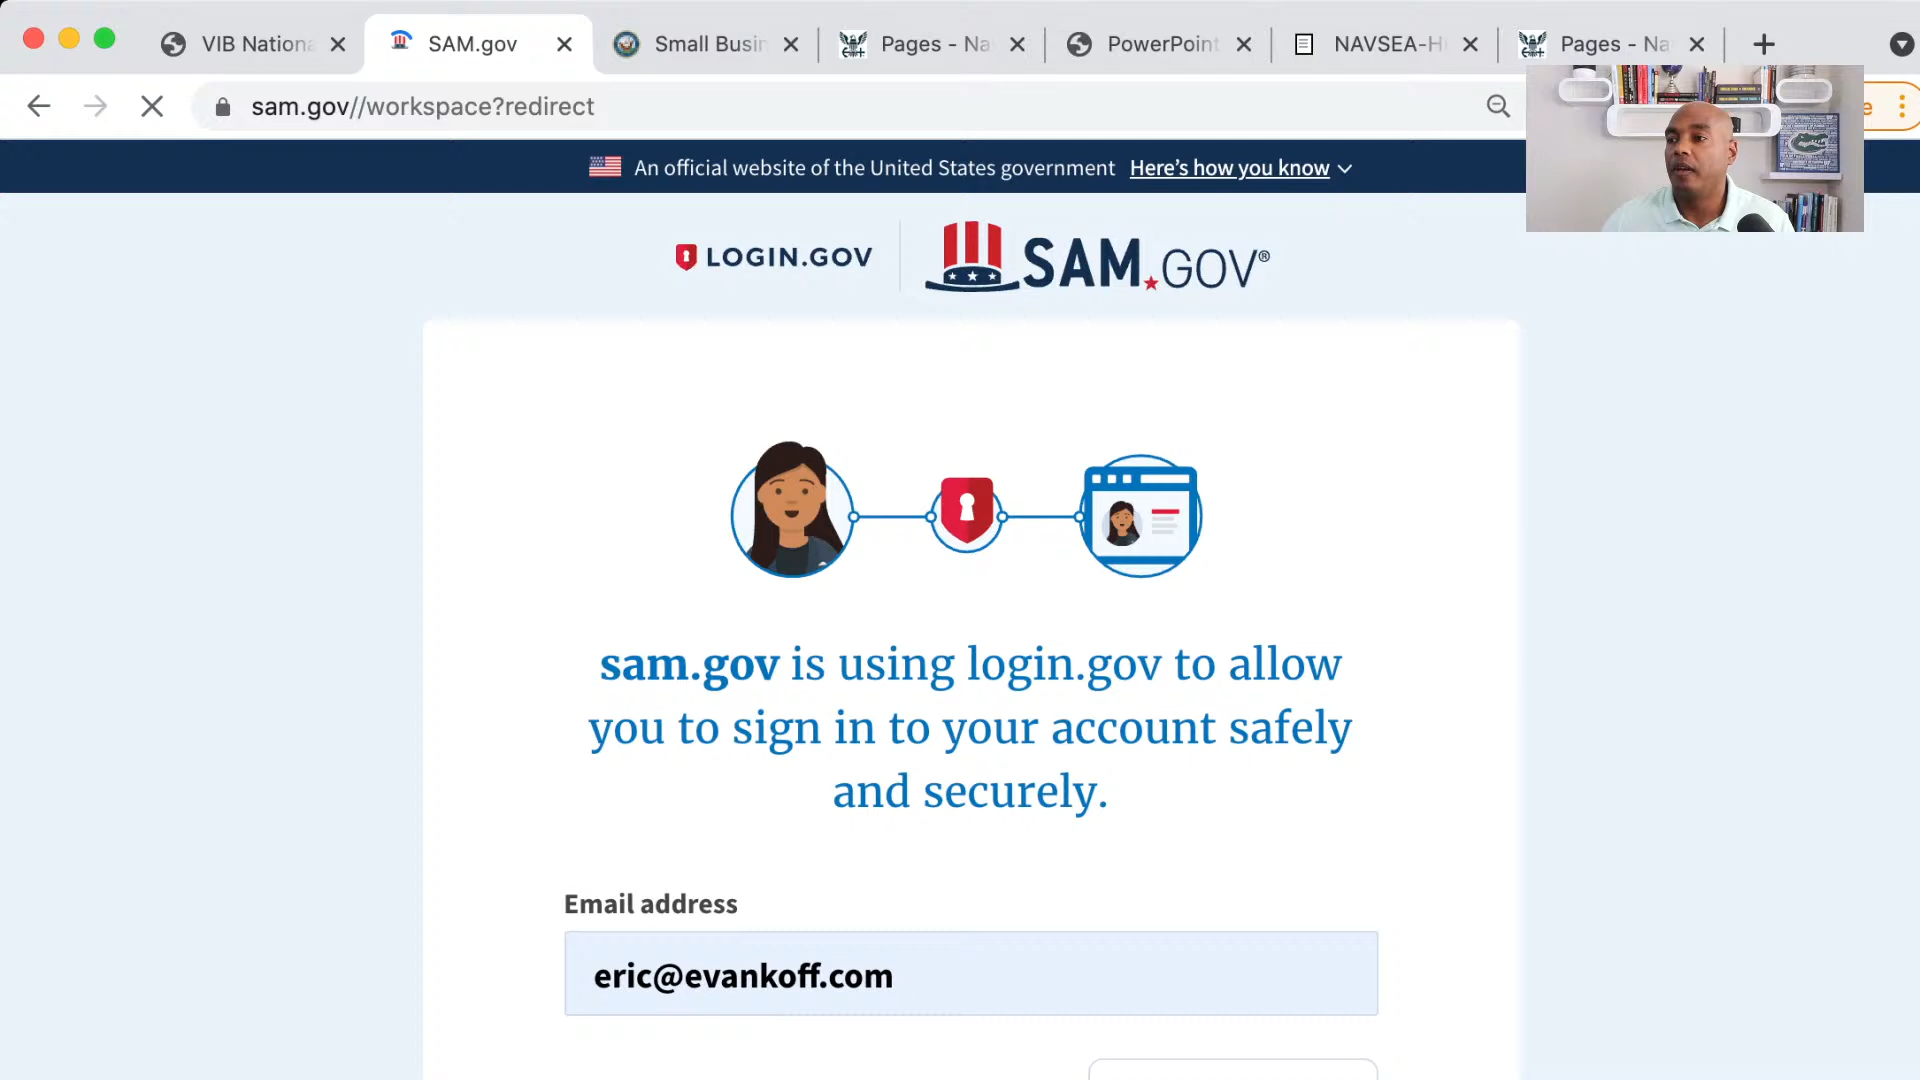 VIB Nationa
SAM.gov
Small Busin
Pages - Na
PowerPoint
NAVSEA-H
Pages - Na
sam.gov//workspace?redirect
An official website of the United States government Here’s how you know
LOGIN.GOV
SAM.GOV®
sam.gov is using login.gov to allow
you to sign in to your account safely
and securely.
Email address
eric@evankoff.com